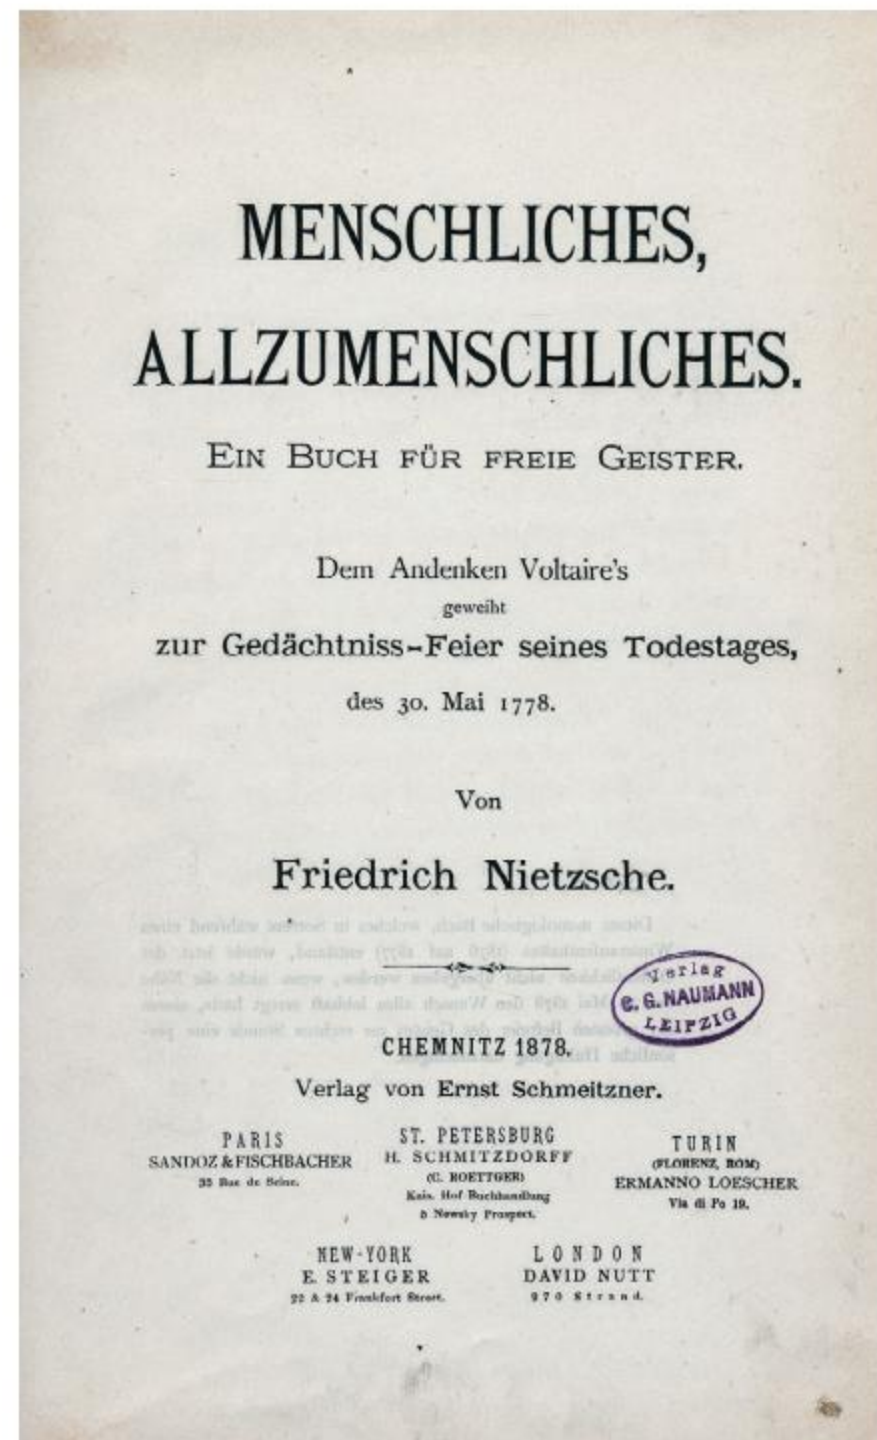 MENSCHLICHES,
ALLZUMENSCHLICHES.
EIN BUCH FÜR FREIE GEISTER.
Dem Andenken Voltaire's
geweiht
zur Gedächtniss-Feier seines Todestages,
des 30. Mai 1778.
Von
Friedrich Nietzsche.
Verlag
C. G. NAUMANN
LEIPZIG
CHEMNITZ 1878.
Verlag von Ernst Schmeitzner.
PARIS
SANDOZ & FISCHBACHER
33 Rue de Seine.
ST. PETERSBURG
H. SCHMITZDORFF
(C. ROETTGER)
Kais. Hof Buchhandlung
5 Newsky Prospect.
TURIN
(FLORENZ, ROM)
ERMANNO LOESCHER
Via di Po 19.
NEW-YORK
E. STEIGER
22 & 24 Frankfort Street.
LONDON
DAVID NUTT
270 Strand.